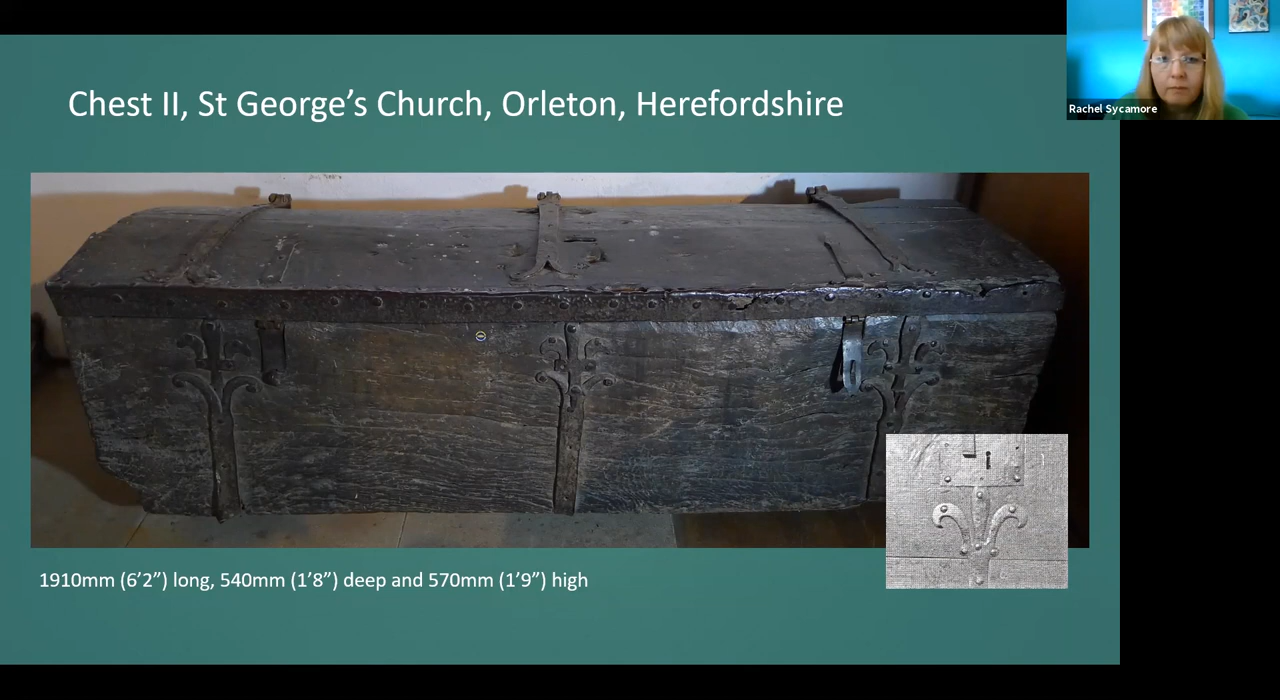 Chest II, St George’s Church, Orleton, Herefordshire
Rachel Sycamore
1910mm (6’2”) long, 540mm (1’8”) deep and 570mm (1’9”) high